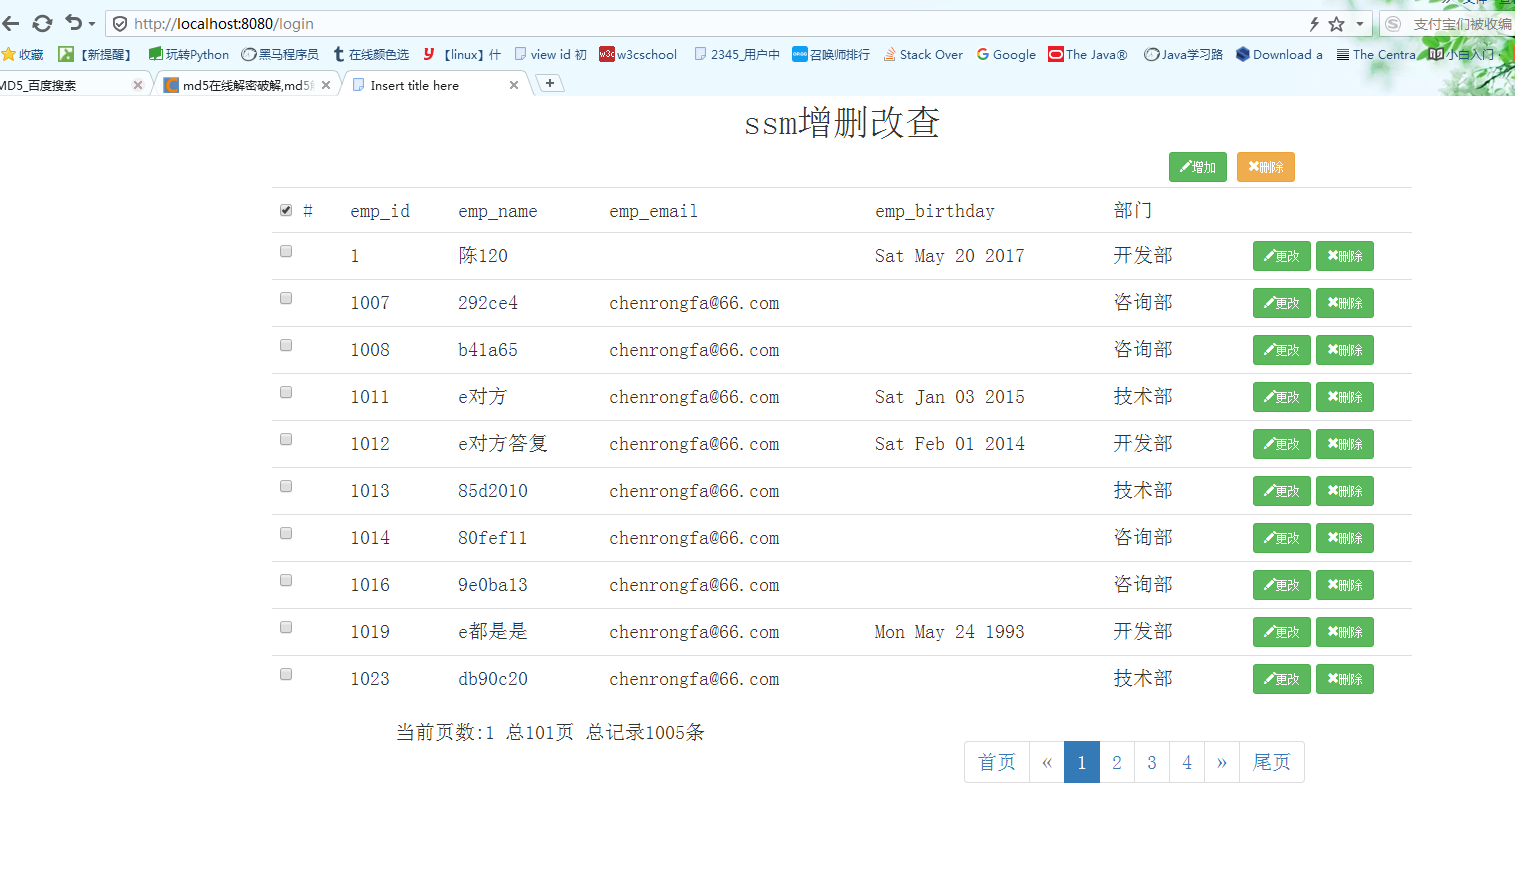 http://localhost:8080/login
支付宝们被收编
收藏 【新提醒】 玩转Python 黑马程序员 在线颜色选 【linux】什 view id 初 w3cschool 2345_用户中 召唤师排行 Stack Over Google The Java® Java学习路 Download a The Centra 小白入门
MD5_百度搜索 md5在线解密破解,md5 Insert title here
ssm增删改查
增加 删除
# emp_id emp_name emp_email emp_birthday 部门
1 陈120 Sat May 20 2017 开发部 更改 删除
1007 292ce4 chenrongfa@66.com 咨询部 更改 删除
1008 b41a65 chenrongfa@66.com 咨询部 更改 删除
1011 e对方 chenrongfa@66.com Sat Jan 03 2015 技术部 更改 删除
1012 e对方答复 chenrongfa@66.com Sat Feb 01 2014 开发部 更改 删除
1013 85d2010 chenrongfa@66.com 技术部 更改 删除
1014 80fef11 chenrongfa@66.com 咨询部 更改 删除
1016 9e0ba13 chenrongfa@66.com 咨询部 更改 删除
1019 e都是是 chenrongfa@66.com Mon May 24 1993 开发部 更改 删除
1023 db90c20 chenrongfa@66.com 技术部 更改 删除
当前页数:1 总101页 总记录1005条
首页 « 1 2 3 4 » 尾页